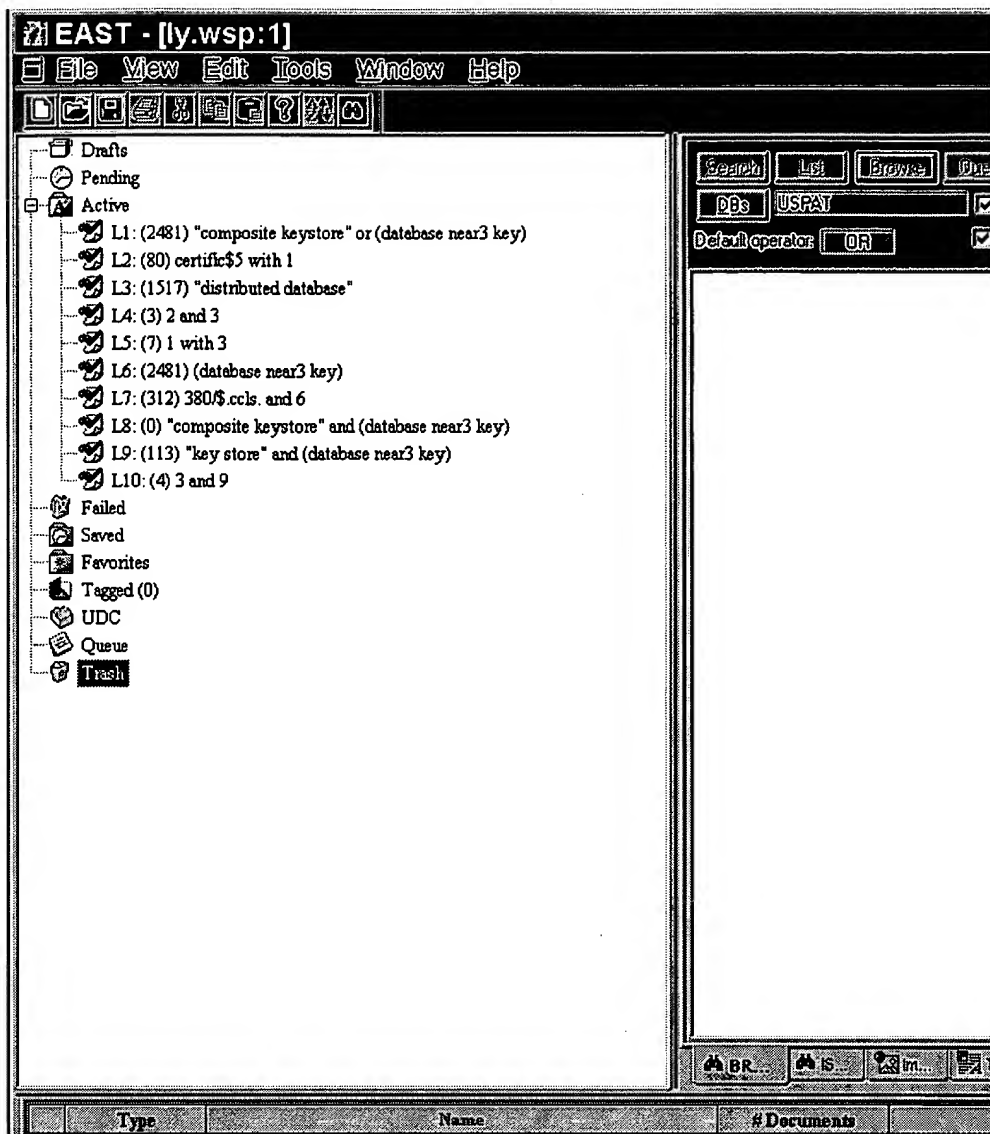 EAST - [ly.wsp:1]
File View Edit Tools Window Help
Drafts
Pending
Active
L1: (2481) "composite keystore" or (database near3 key)
L2: (80) certific$5 with 1
L3: (1517) "distributed database"
L4: (3) 2 and 3
L5: (7) 1 with 3
L6: (2481) (database near3 key)
L7: (312) 380/$.ccls. and 6
L8: (0) "composite keystore" and (database near3 key)
L9: (113) "key store" and (database near3 key)
L10: (4) 3 and 9
Failed
Saved
Favorites
Tagged (0)
UDC
Queue
Trash
Search List Browse Que
DBs USPAT
Default operator: OR
BR... IS... Im...
Type Name # Documents